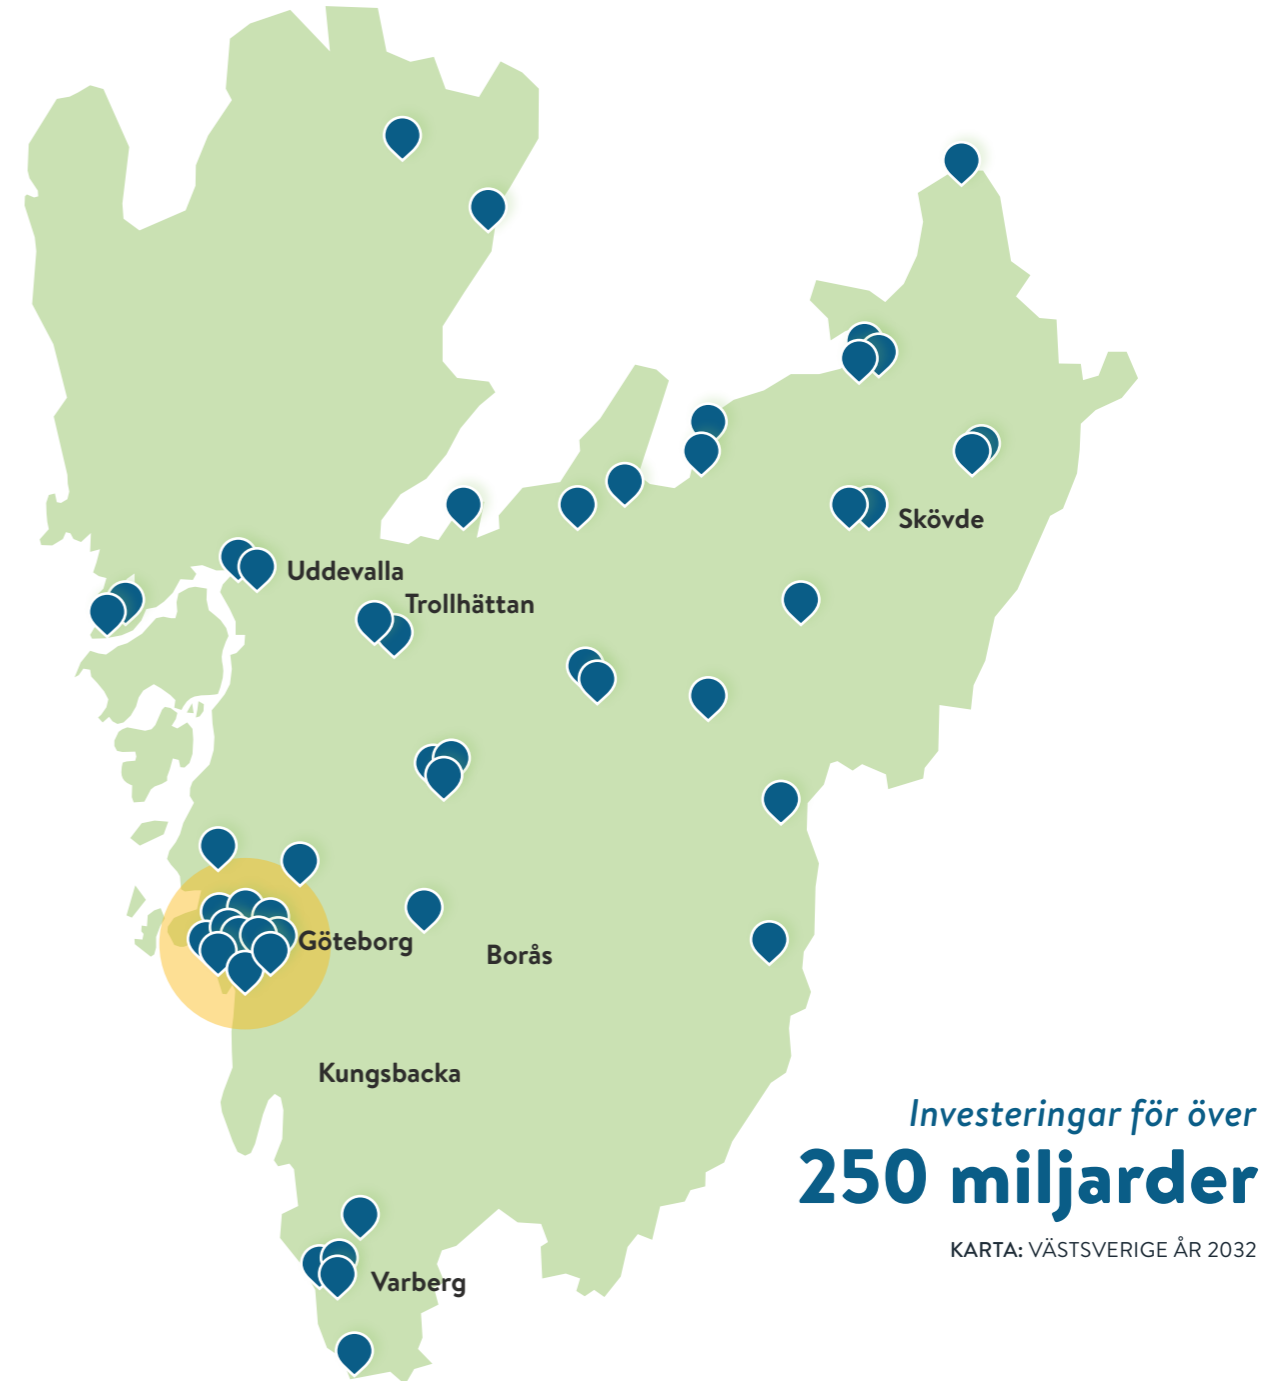 Skövde
Uddevalla
Trollhättan
Göteborg
Borås
Kungsbacka
Investeringar för över
250 miljarder
KARTA: VÄSTSVERIGE ÅR 2032
Varberg